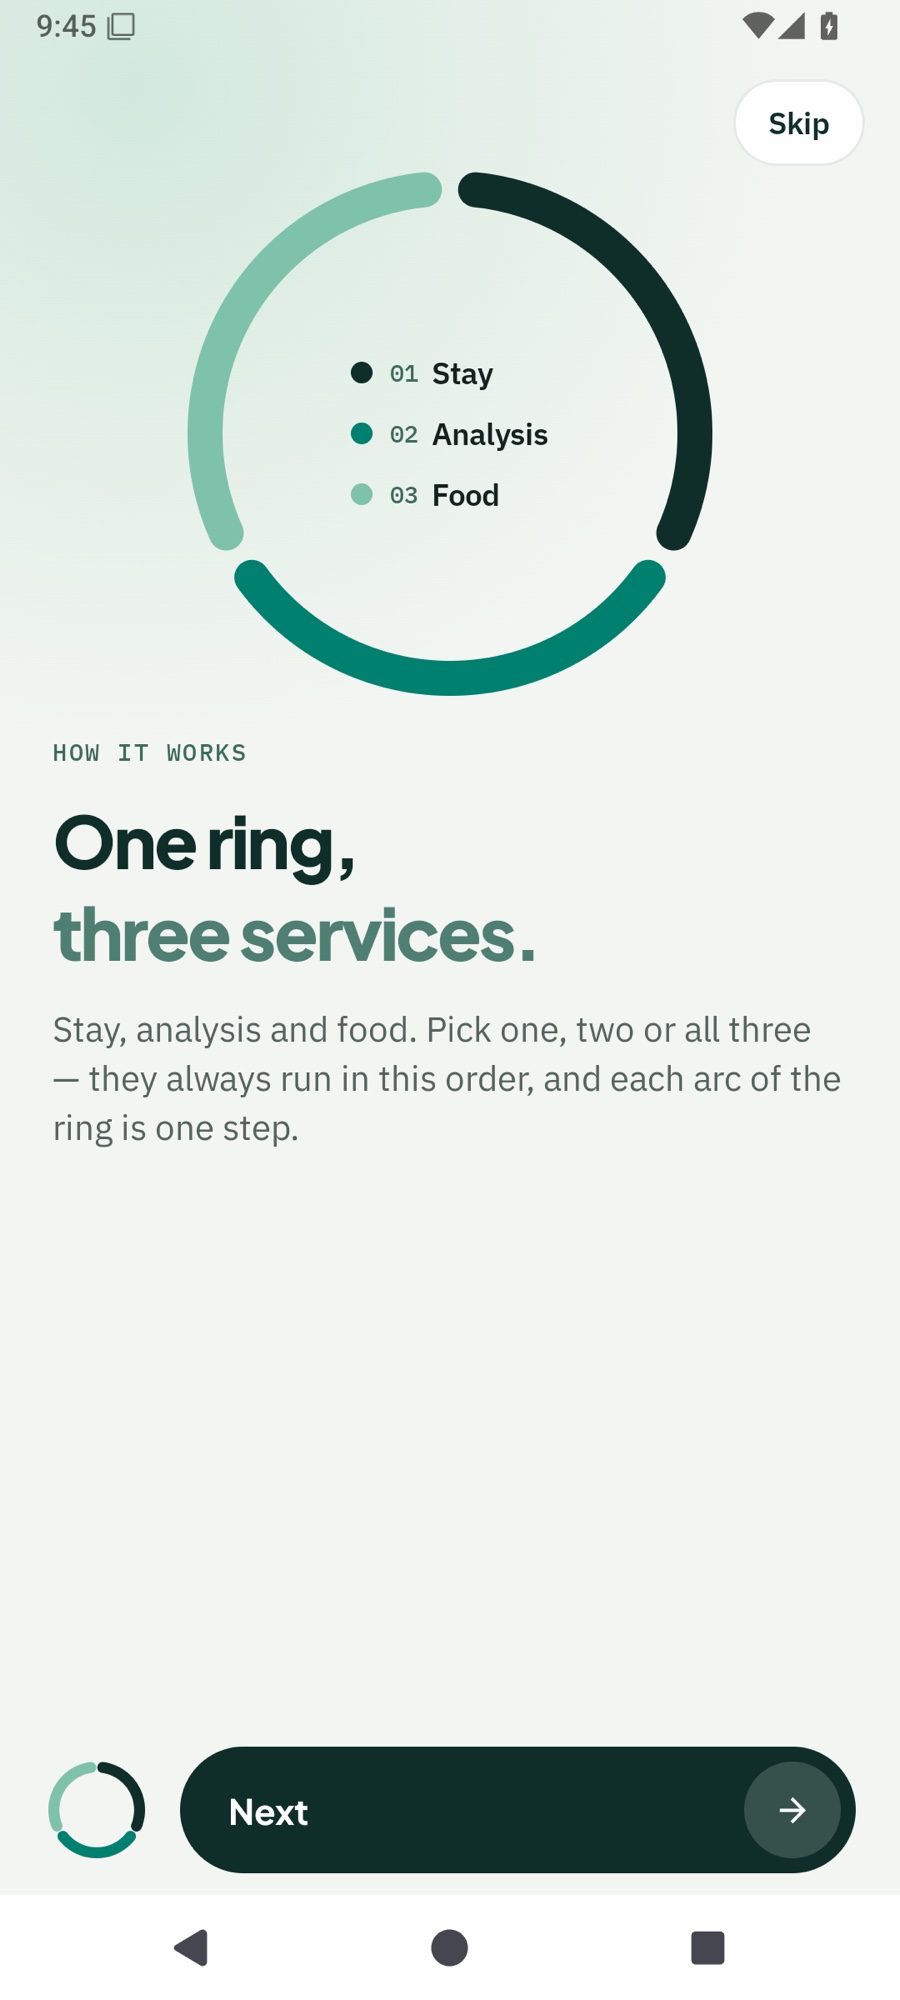 9:45
Skip
01 Stay
02 Analysis
03 Food
HOW IT WORKS
One ring,
three services.
Stay, analysis and food. Pick one, two or all three
— they always run in this order, and each arc of the
ring is one step.
Next